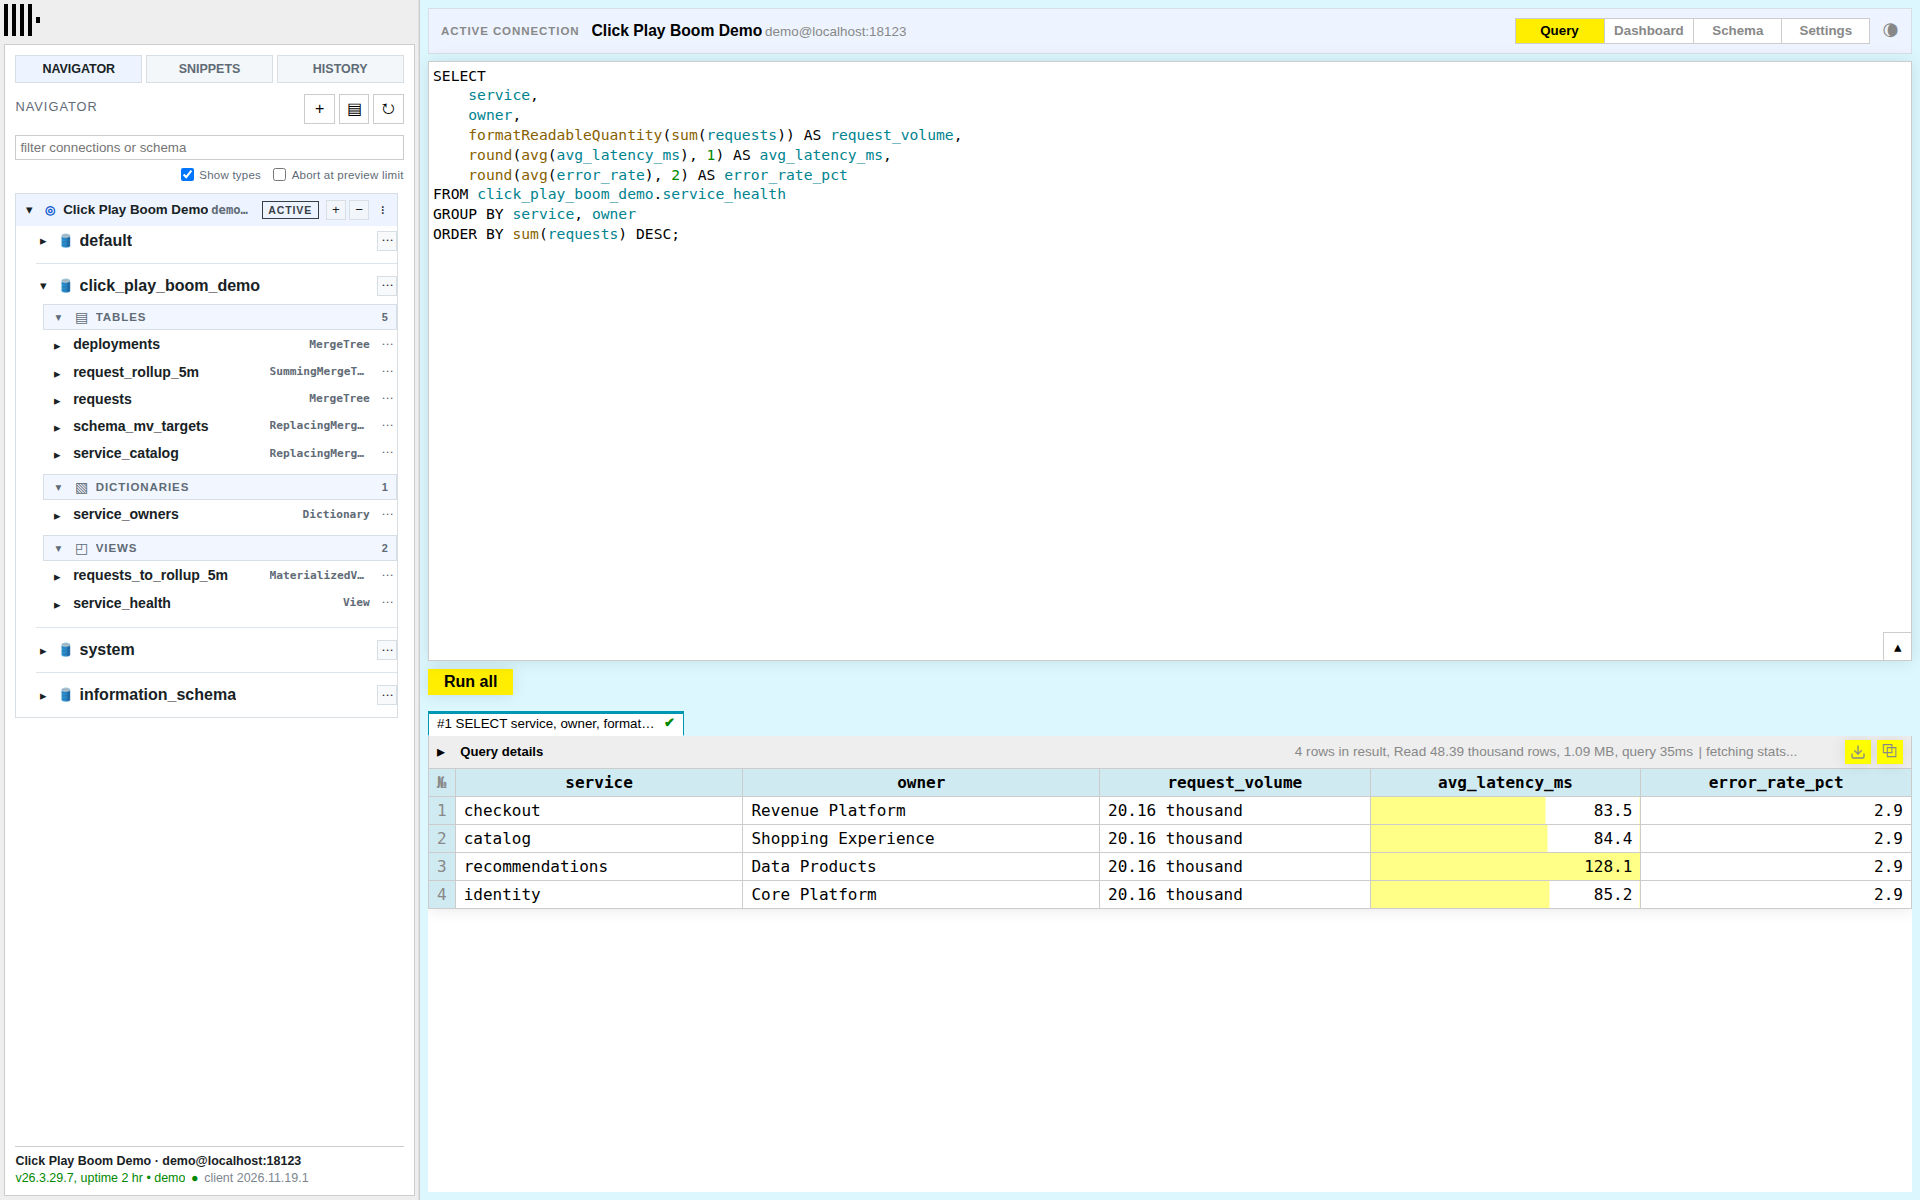 NAVIGATOR SNIPPETS HISTORY
NAVIGATOR
filter connections or schema
Show types Abort at preview limit
Click Play Boom Demo demo… ACTIVE + −
default
click_play_boom_demo
TABLES 5
deployments MergeTree
request_rollup_5m SummingMergeT…
requests MergeTree
schema_mv_targets ReplacingMerg…
service_catalog ReplacingMerg…
DICTIONARIES 1
service_owners Dictionary
VIEWS 2
requests_to_rollup_5m MaterializedV…
service_health View
system
information_schema
Click Play Boom Demo · demo@localhost:18123
v26.3.29.7, uptime 2 hr • demo ● client 2026.11.19.1
ACTIVE CONNECTION Click Play Boom Demo demo@localhost:18123
Query Dashboard Schema Settings
SELECT
    service,
    owner,
    formatReadableQuantity(sum(requests)) AS request_volume,
    round(avg(avg_latency_ms), 1) AS avg_latency_ms,
    round(avg(error_rate), 2) AS error_rate_pct
FROM click_play_boom_demo.service_health
GROUP BY service, owner
ORDER BY sum(requests) DESC;
Run all
#1 SELECT service, owner, format… ✔
Query details 4 rows in result, Read 48.39 thousand rows, 1.09 MB, query 35ms | fetching stats...
№ service owner request_volume avg_latency_ms error_rate_pct
1 checkout Revenue Platform 20.16 thousand 83.5 2.9
2 catalog Shopping Experience 20.16 thousand 84.4 2.9
3 recommendations Data Products 20.16 thousand 128.1 2.9
4 identity Core Platform 20.16 thousand 85.2 2.9